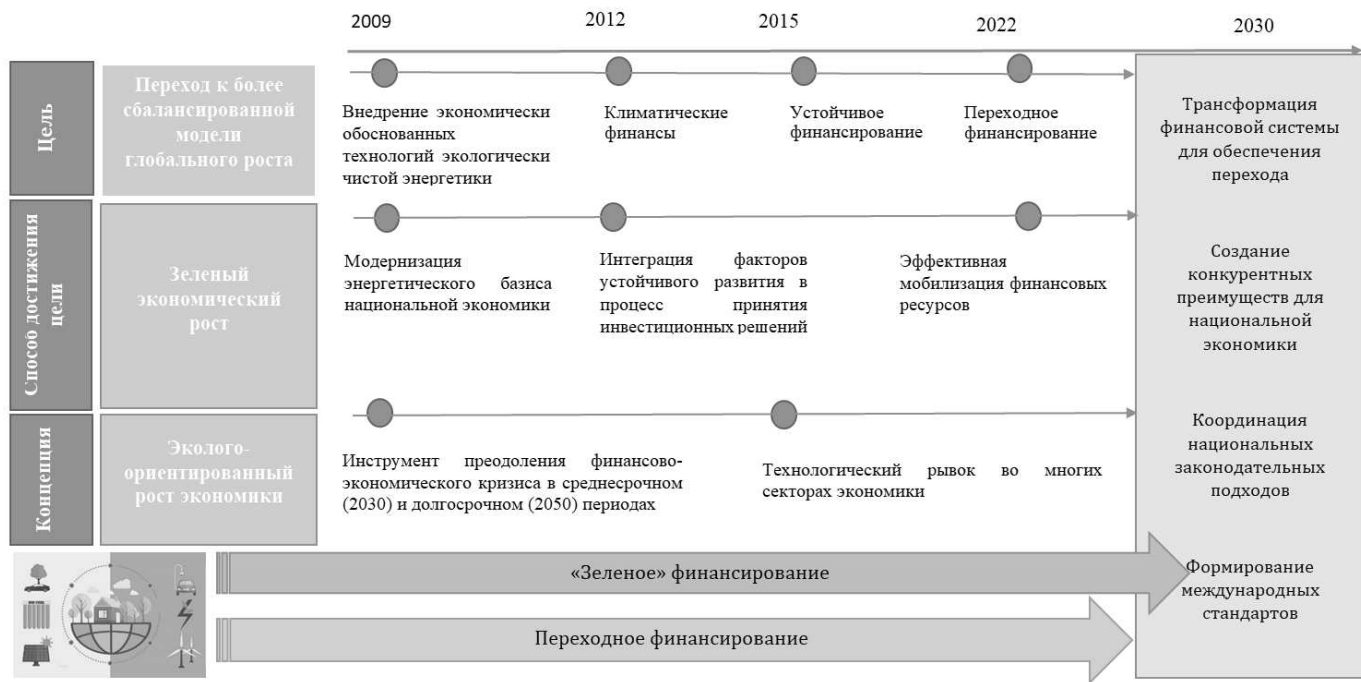 2009
2012
2015
2022
2030
Цель
Переход к более
сбалансированной
модели
глобального роста
Внедрение экономически
обоснованных
технологий экологически
чистой энергетики
Климатические
финансы
Устойчивое
финансирование
Переходное
финансирование
Трансформация
финансовой системы
для обеспечения
перехода
Способ достижения
цели
Зеленый
экономический
рост
Модернизация
энергетического базиса
национальной экономики
Интеграция факторов
устойчивого развития в
процесс принятия
инвестиционных решений
Эффективная
мобилизация финансовых
ресурсов
Создание
конкурентных
преимуществ для
национальной
экономики
Концепция
Эколого-
ориентированный
рост экономики
Инструмент преодоления финансово-
экономического кризиса в среднесрочном
(2030) и долгосрочном (2050) периодах
Технологический рывок во многих
секторах экономики
Координация
национальных
законодательных
подходов
«Зеленое» финансирование
Формирование
международных
стандартов
Переходное финансирование